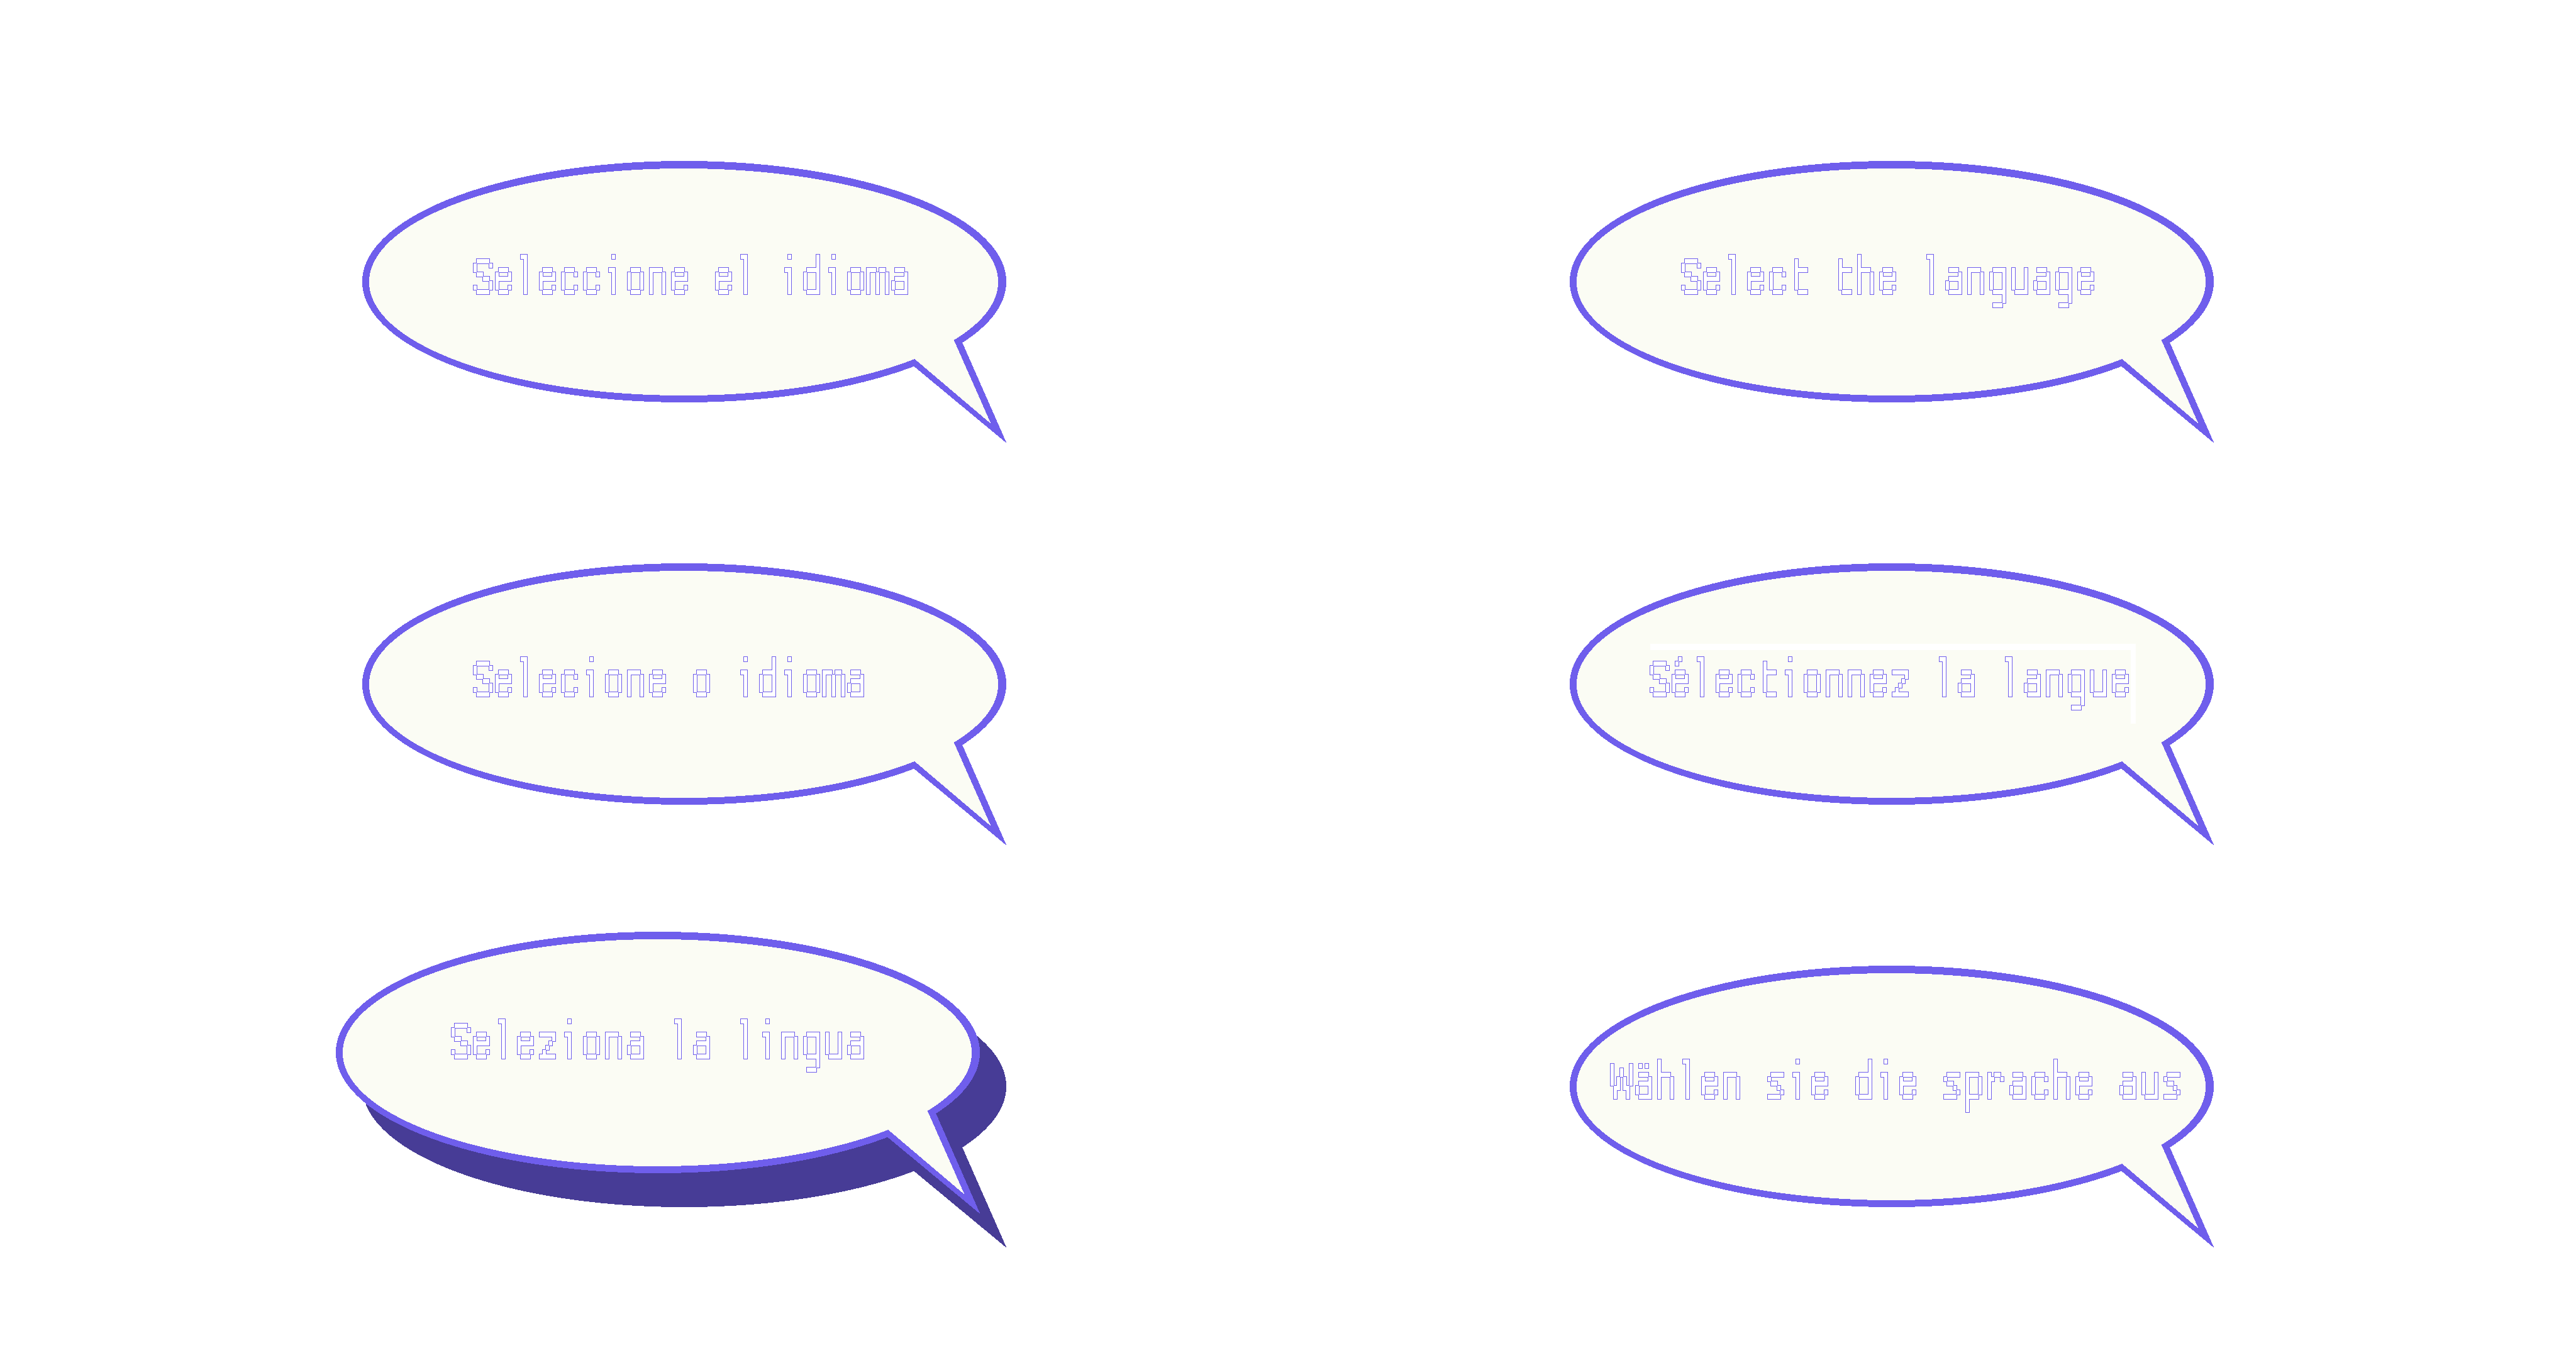 Seleccione el idioma
Select the language
Selecione o idioma
Sélectionnez la langue
Seleziona la lingua
Wählen sie die sprache aus